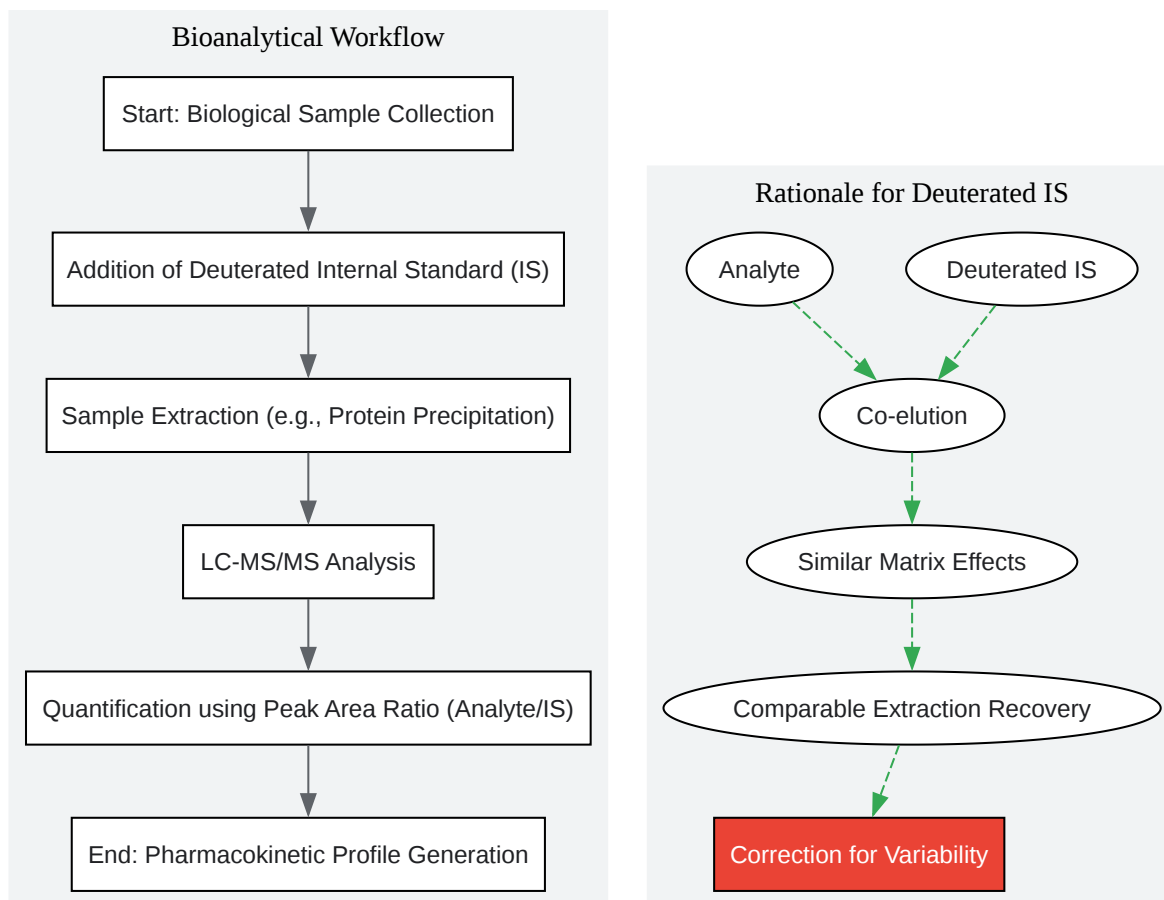 Bioanalytical Workflow
Start: Biological Sample Collection
Addition of Deuterated Internal Standard (IS)
Sample Extraction (e.g., Protein Precipitation)
LC-MS/MS Analysis
Quantification using Peak Area Ratio (Analyte/IS)
End: Pharmacokinetic Profile Generation
Rationale for Deuterated IS
Analyte
Deuterated IS
Co-elution
Similar Matrix Effects
Comparable Extraction Recovery
Correction for Variability